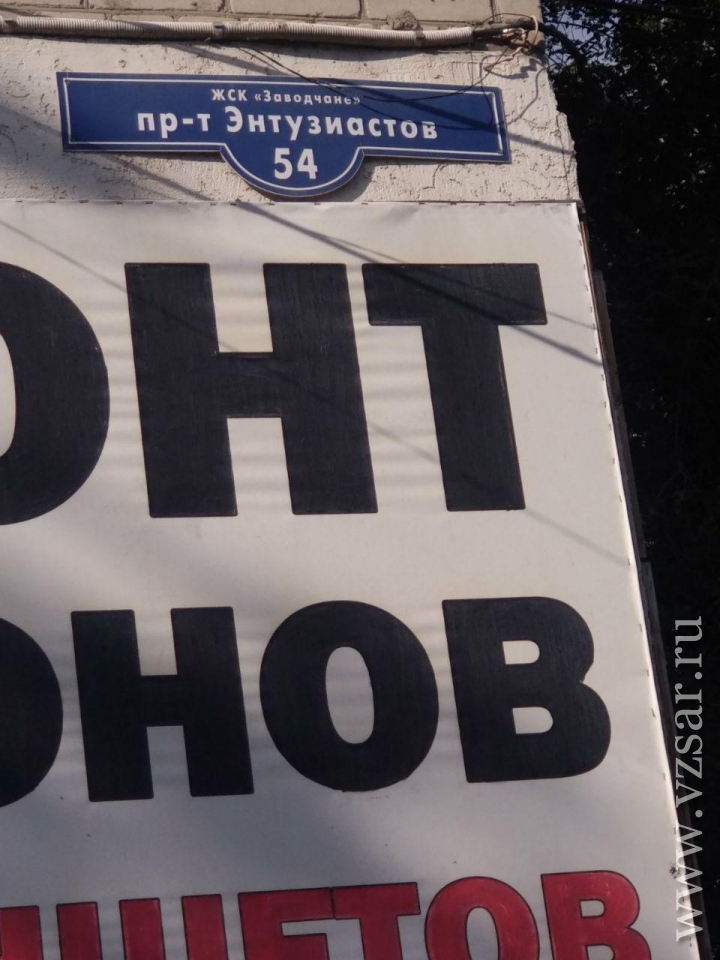 ЖСК «Заводчане»
пр-т Энтузиастов
54
ОНТ
ОНОВ
ШЕТОВ
www.vzsar.ru